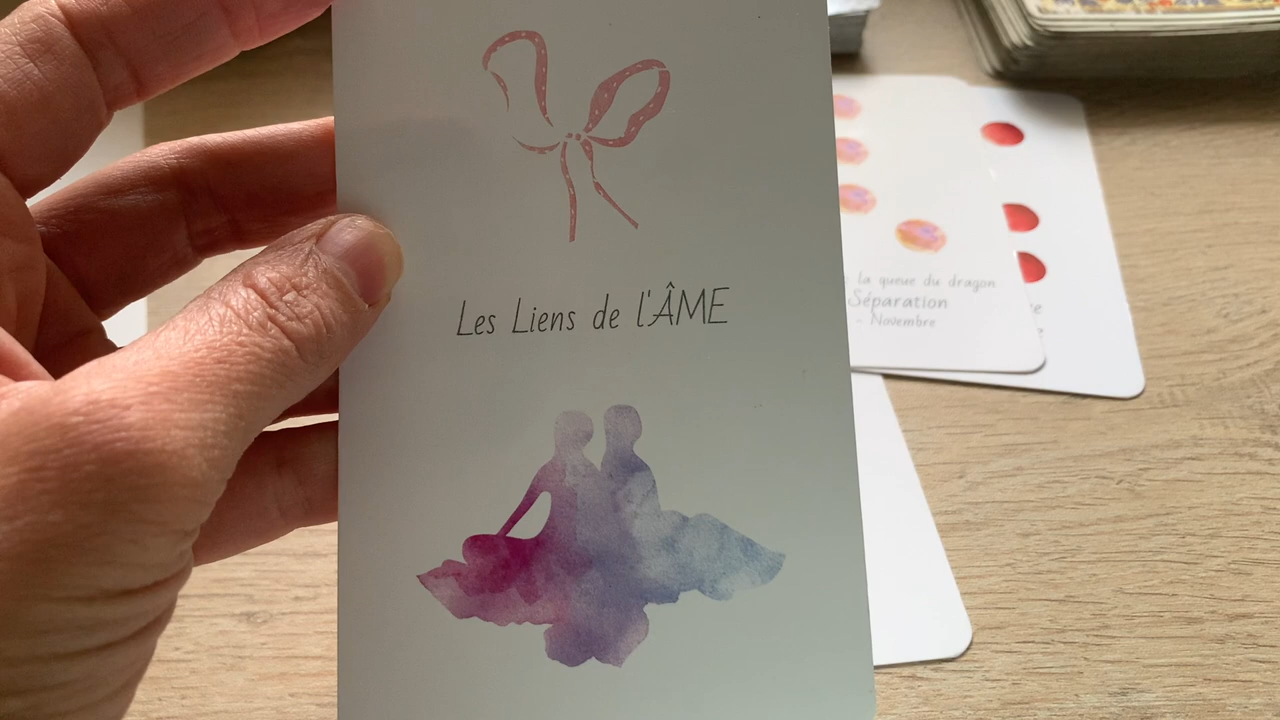 Les Liens de l'ÂME
la queue du dragon
Séparation
- Novembre